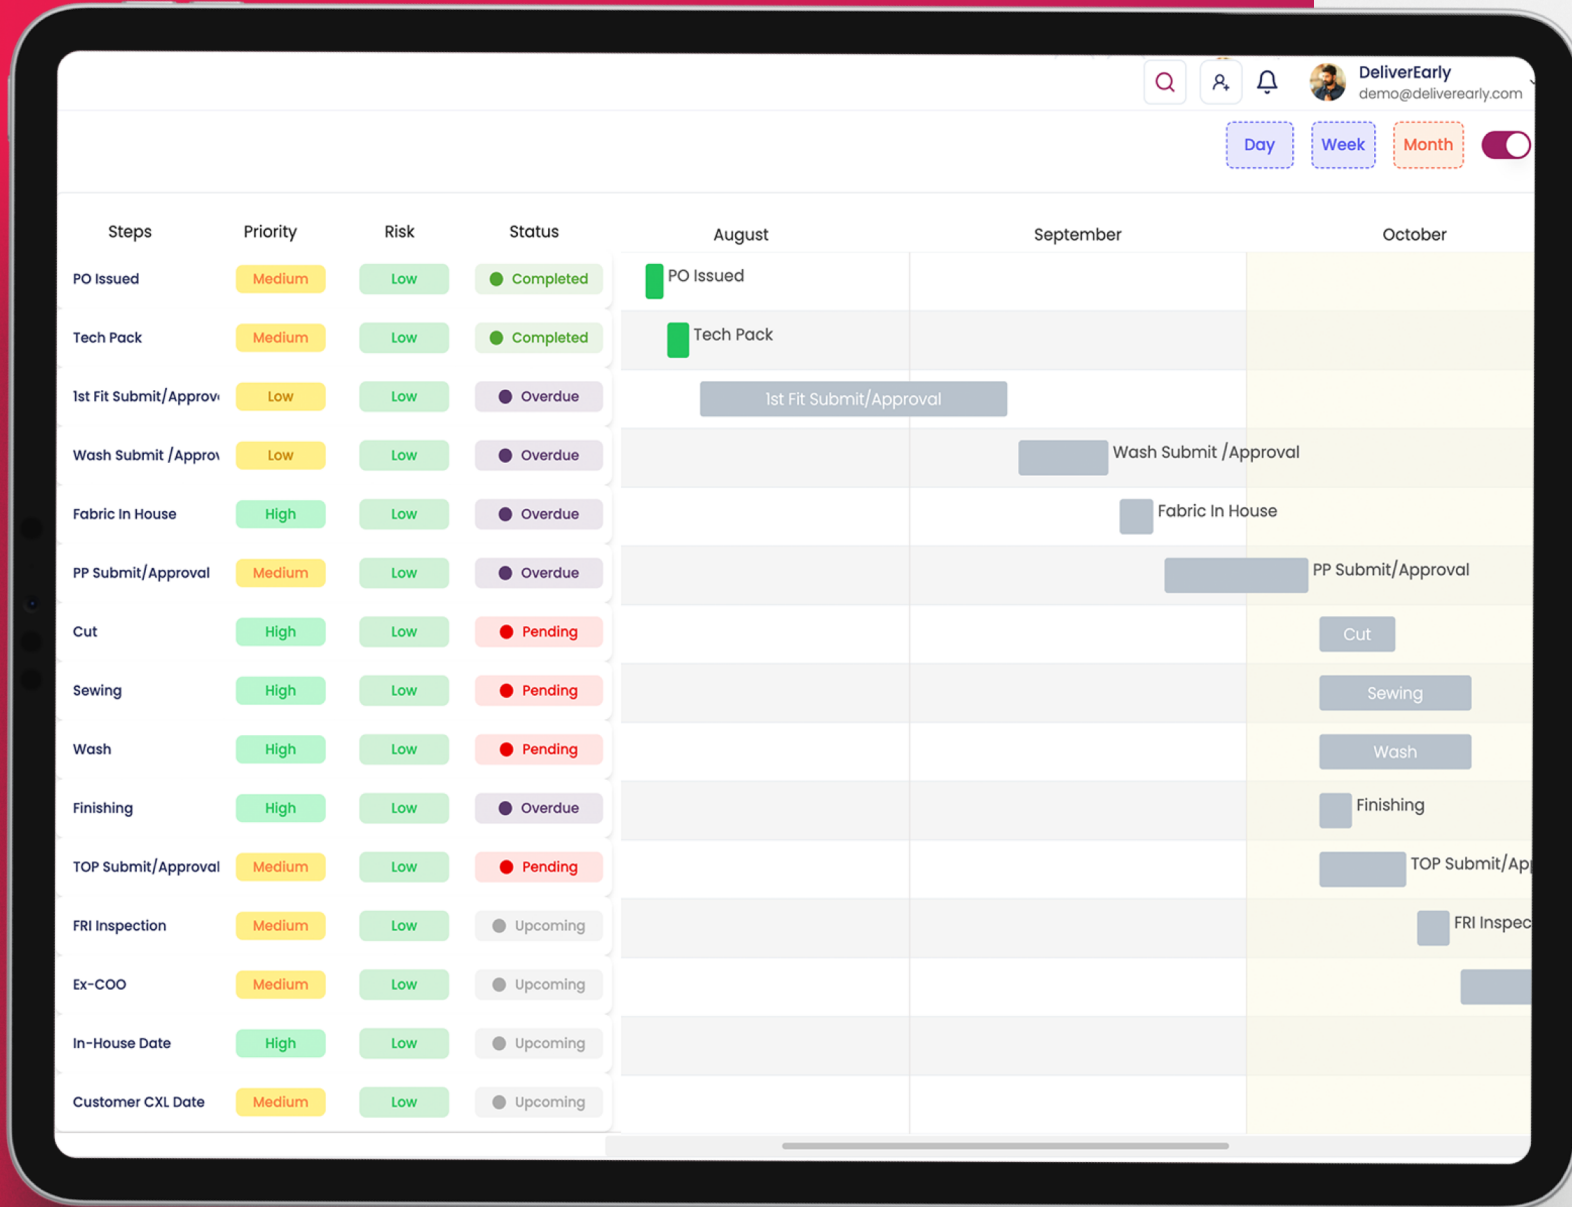 DeliverEarly
demo@deliverearly.com
Day Week Month
Steps Priority Risk Status August September October
PO Issued Medium Low Completed PO Issued
Tech Pack Medium Low Completed Tech Pack
1st Fit Submit/Approv Low Low Overdue 1st Fit Submit/Approval
Wash Submit /Approv Low Low Overdue Wash Submit /Approval
Fabric In House High Low Overdue Fabric In House
PP Submit/Approval Medium Low Overdue PP Submit/Approval
Cut High Low Pending Cut
Sewing High Low Pending Sewing
Wash High Low Pending Wash
Finishing High Low Overdue Finishing
TOP Submit/Approval Medium Low Pending TOP Submit/Ap
FRI Inspection Medium Low Upcoming FRI Inspec
Ex-COO Medium Low Upcoming
In-House Date High Low Upcoming
Customer CXL Date Medium Low Upcoming